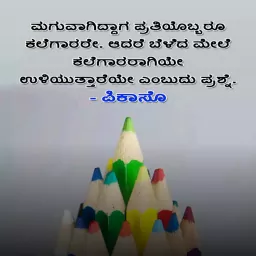 ಮಗುವಾಗಿದ್ದಾಗ ಪ್ರತಿಯೊಬ್ಬರೂ
ಕಲೆಗಾರರೇ. ಆದರೆ ಬೆಳೆದ ಮೇಲೆ
ಕಲೆಗಾರರಾಗಿಯೇ
ಉಳಿಯುತ್ತಾರೆಯೇ ಎಂಬುದು ಪ್ರಶ್ನೆ.
- ಪಿಕಾಸೊ